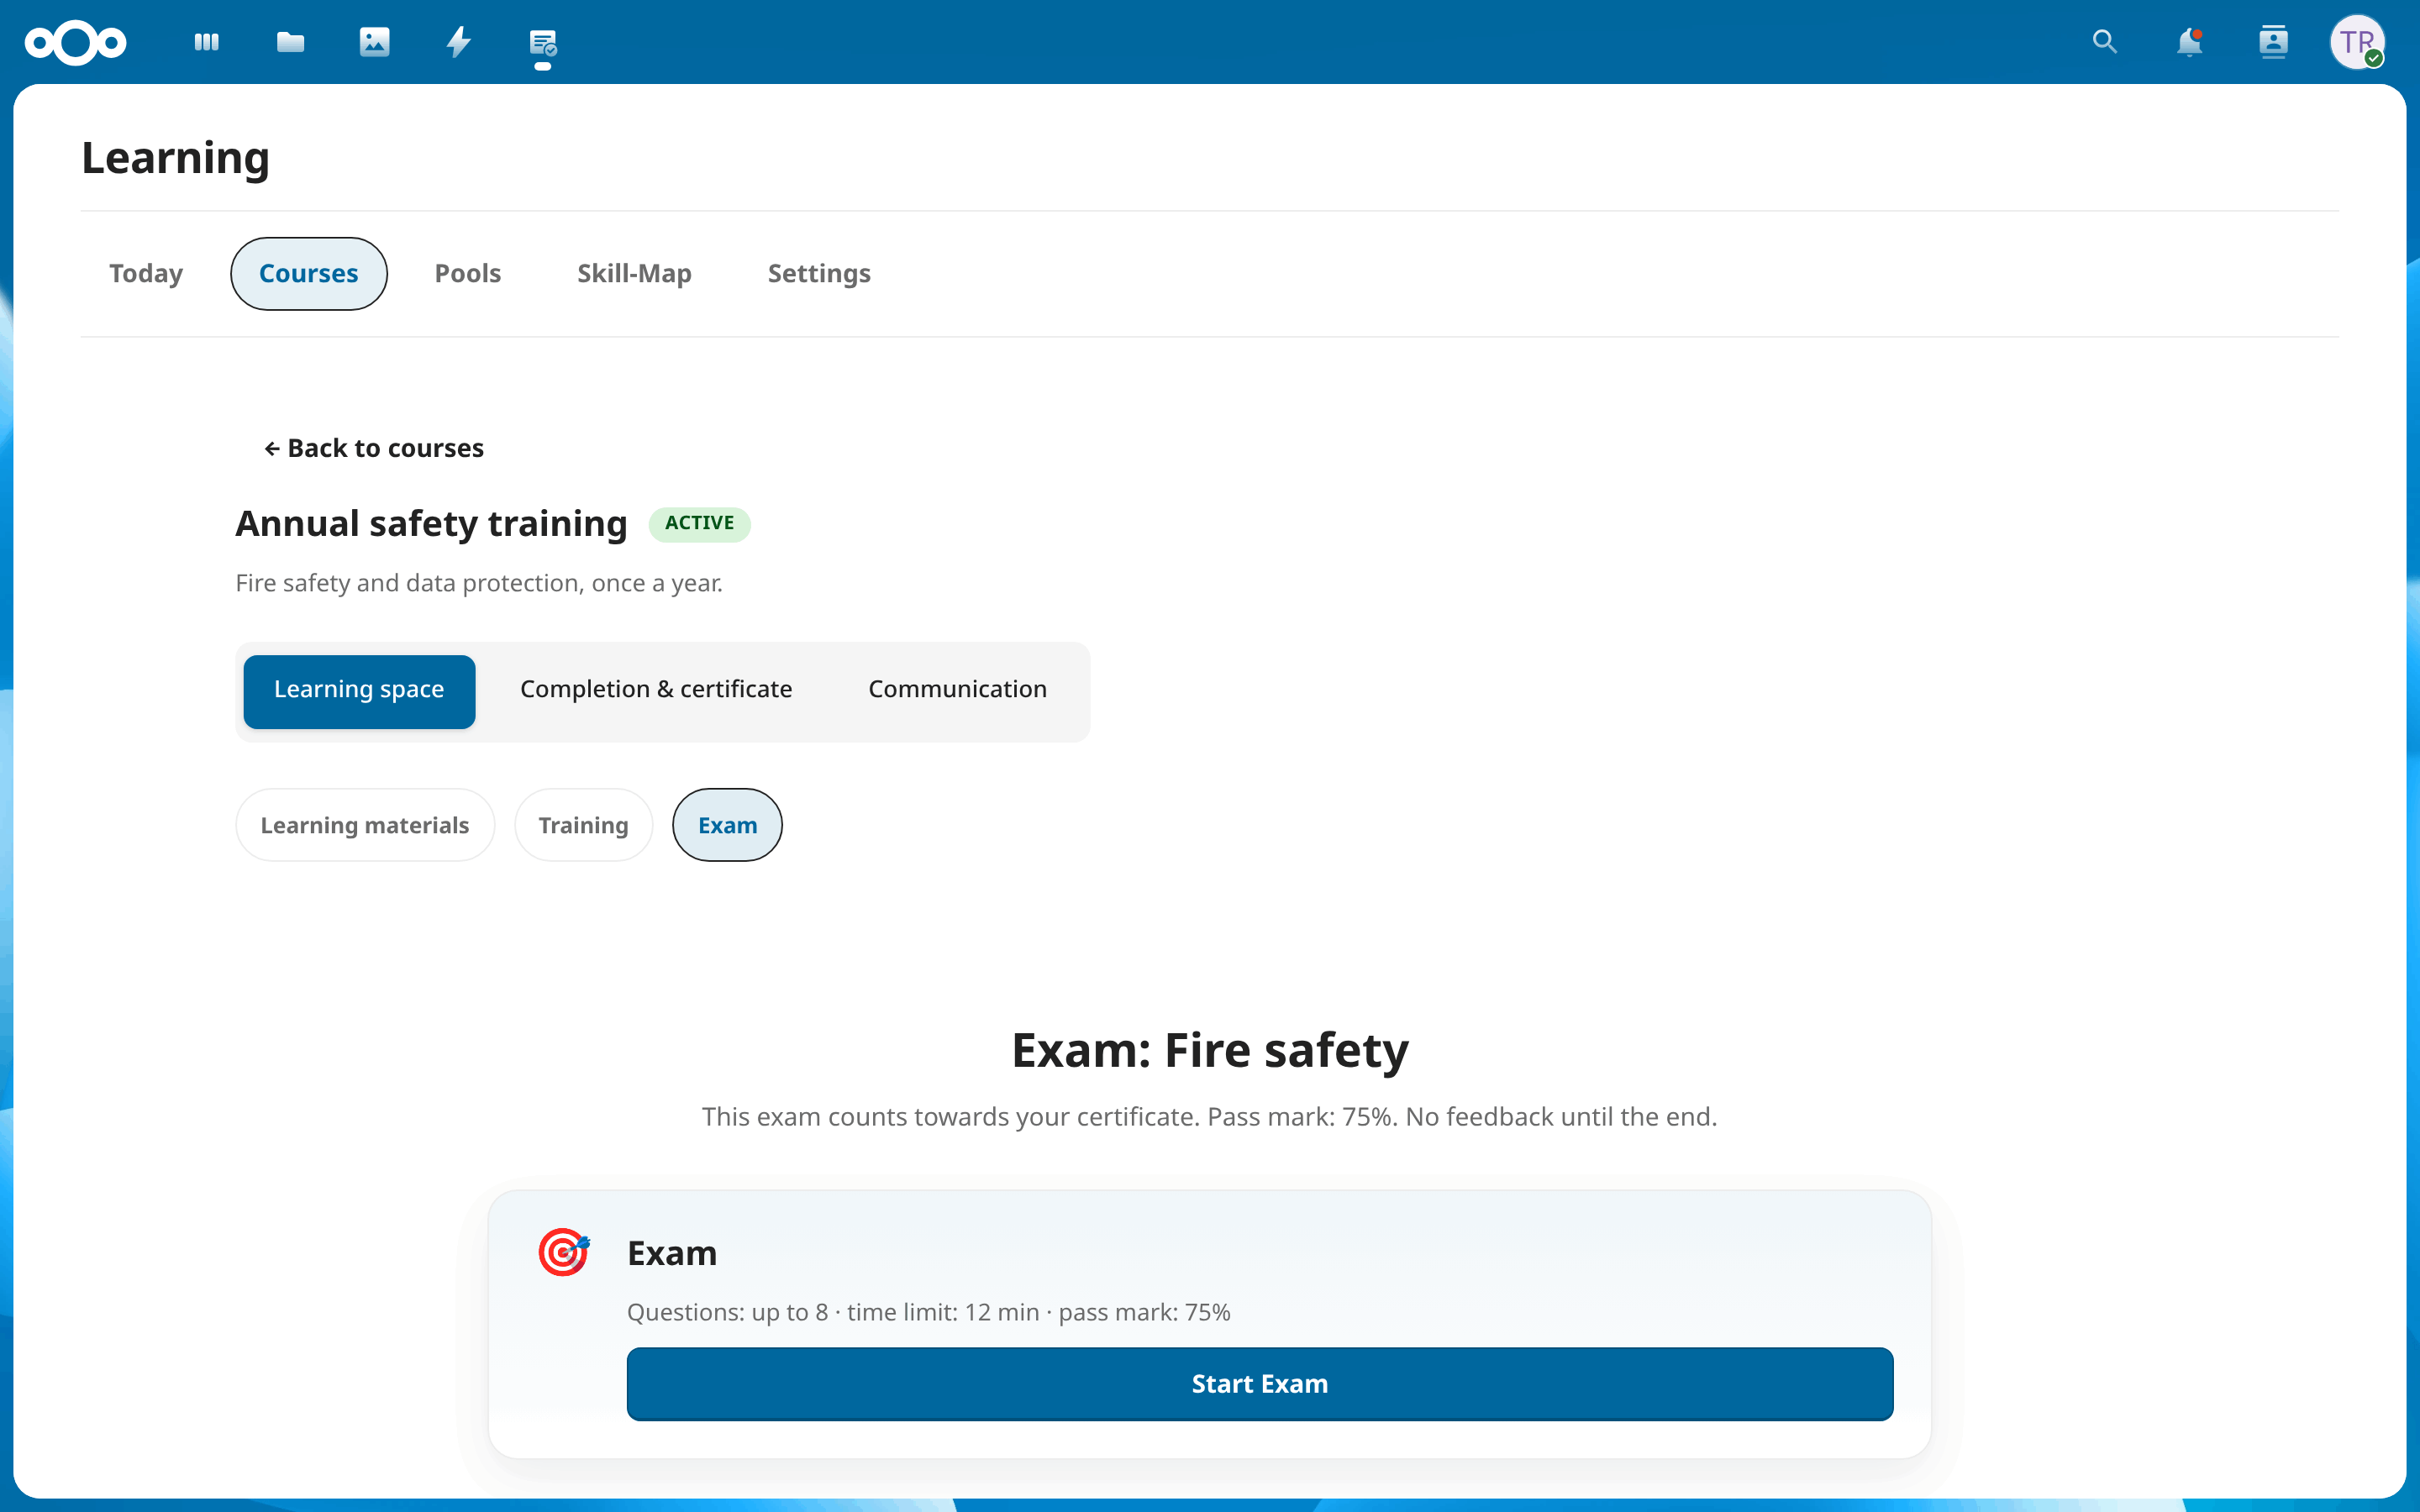 TR
Learning
Today Courses Pools Skill-Map Settings
← Back to courses
Annual safety training ACTIVE
Fire safety and data protection, once a year.
Learning space Completion & certificate Communication
Learning materials Training Exam
Exam: Fire safety
This exam counts towards your certificate. Pass mark: 75%. No feedback until the end.
Exam
Questions: up to 8 · time limit: 12 min · pass mark: 75%
Start Exam